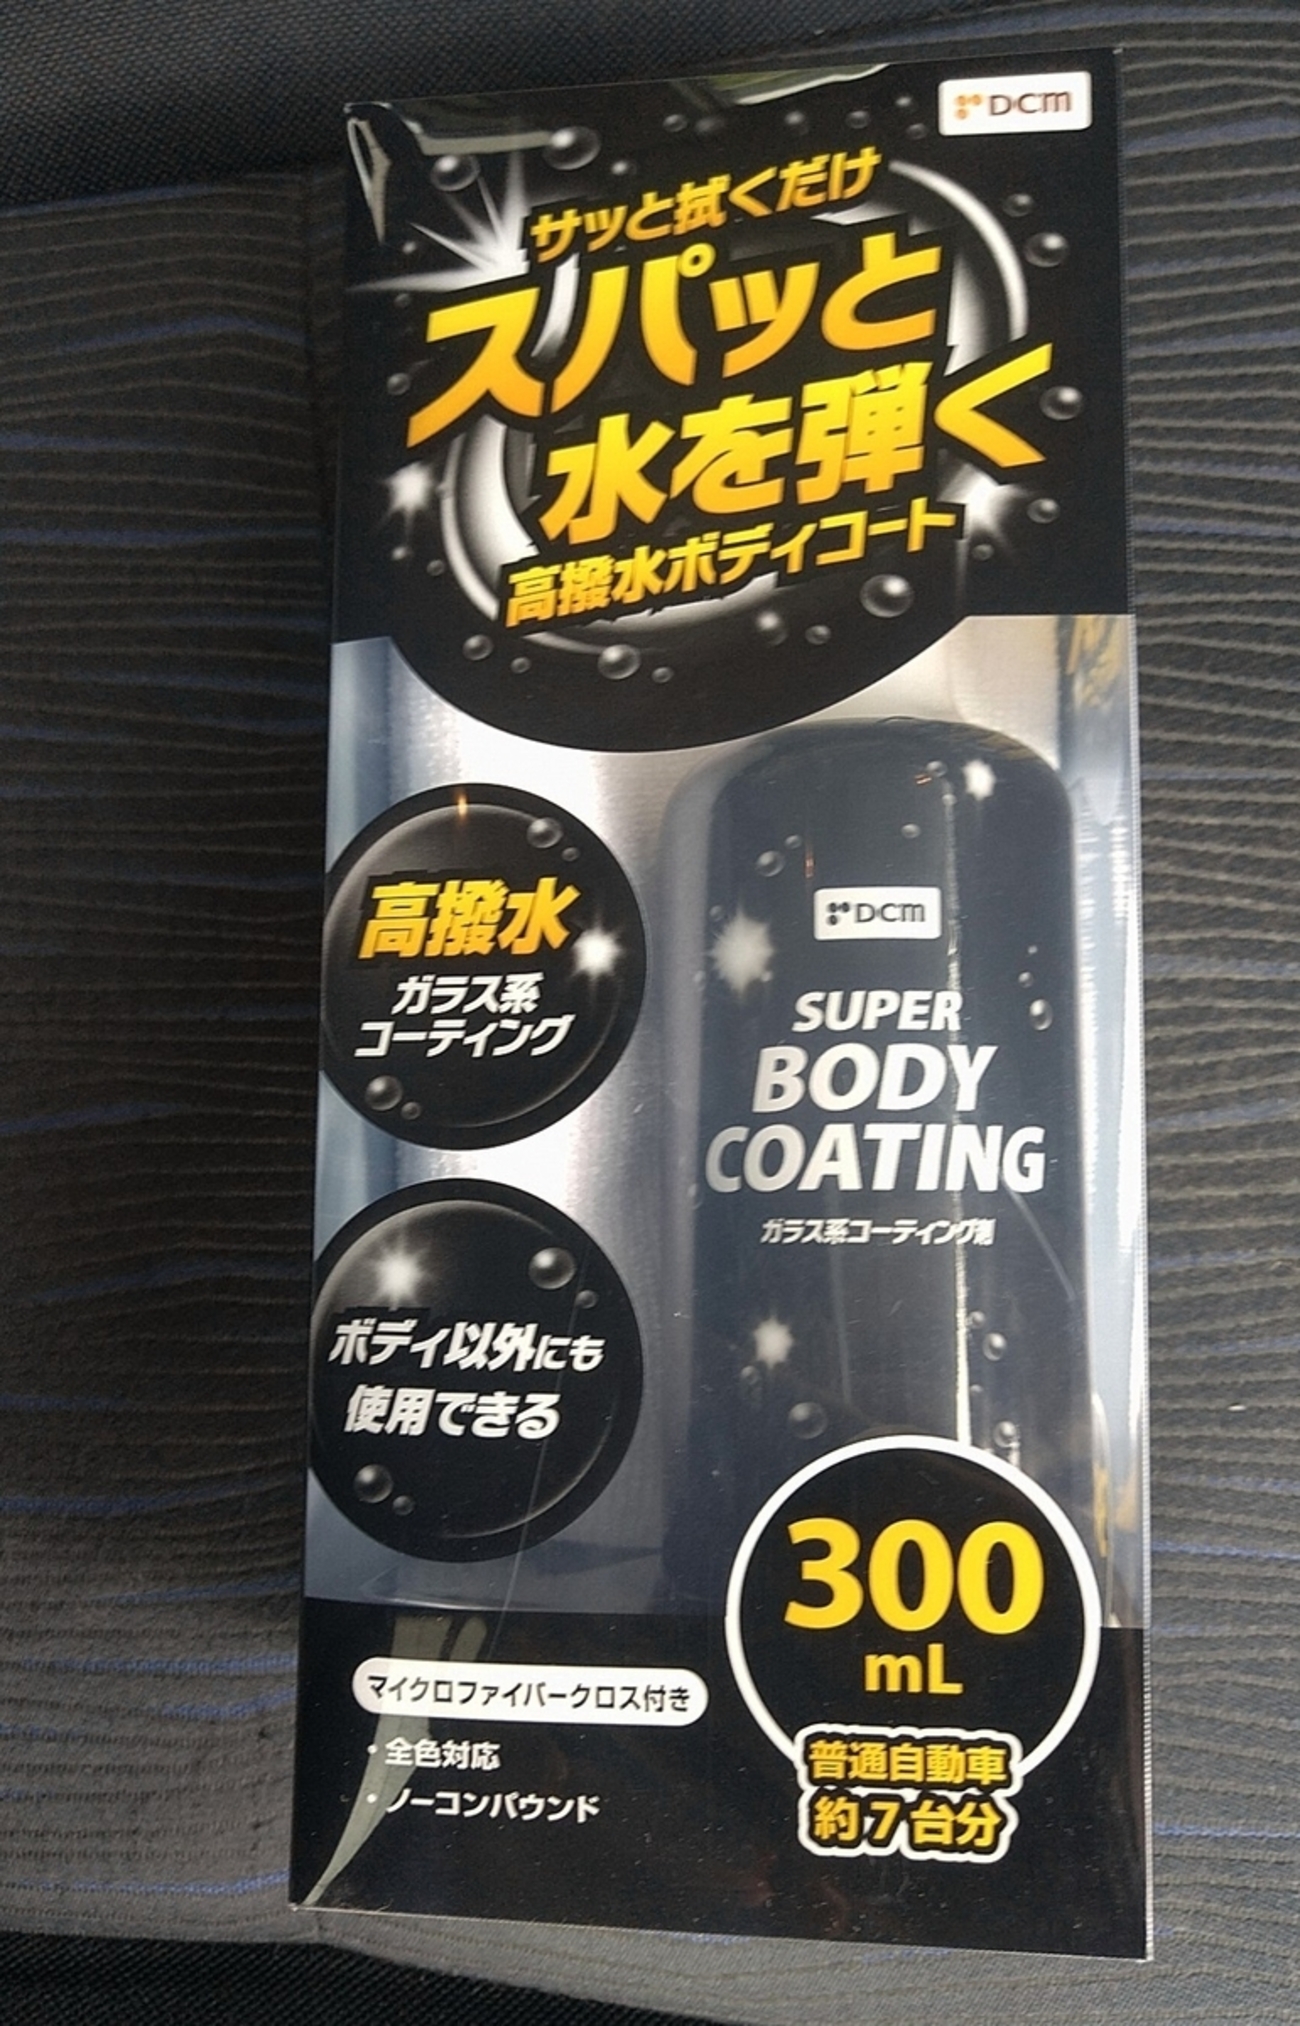 DCM
サッと拭くだけ
スパッと
水を弾く
高撥水ボディコート
高撥水
ガラス系
コーティング
DCM
SUPER
BODY
COATING
ガラス系コーティング剤
ボディ以外にも
使用できる
300
mL
普通自動車
約7台分
マイクロファイバークロス付き
・全色対応
・ノーコンパウンド